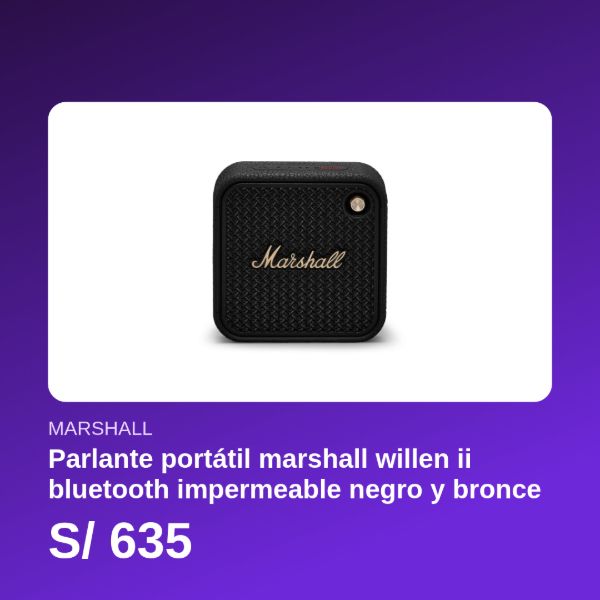 Marshall
MARSHALL
Parlante portátil marshall willen ii
bluetooth impermeable negro y bronce
S/ 635